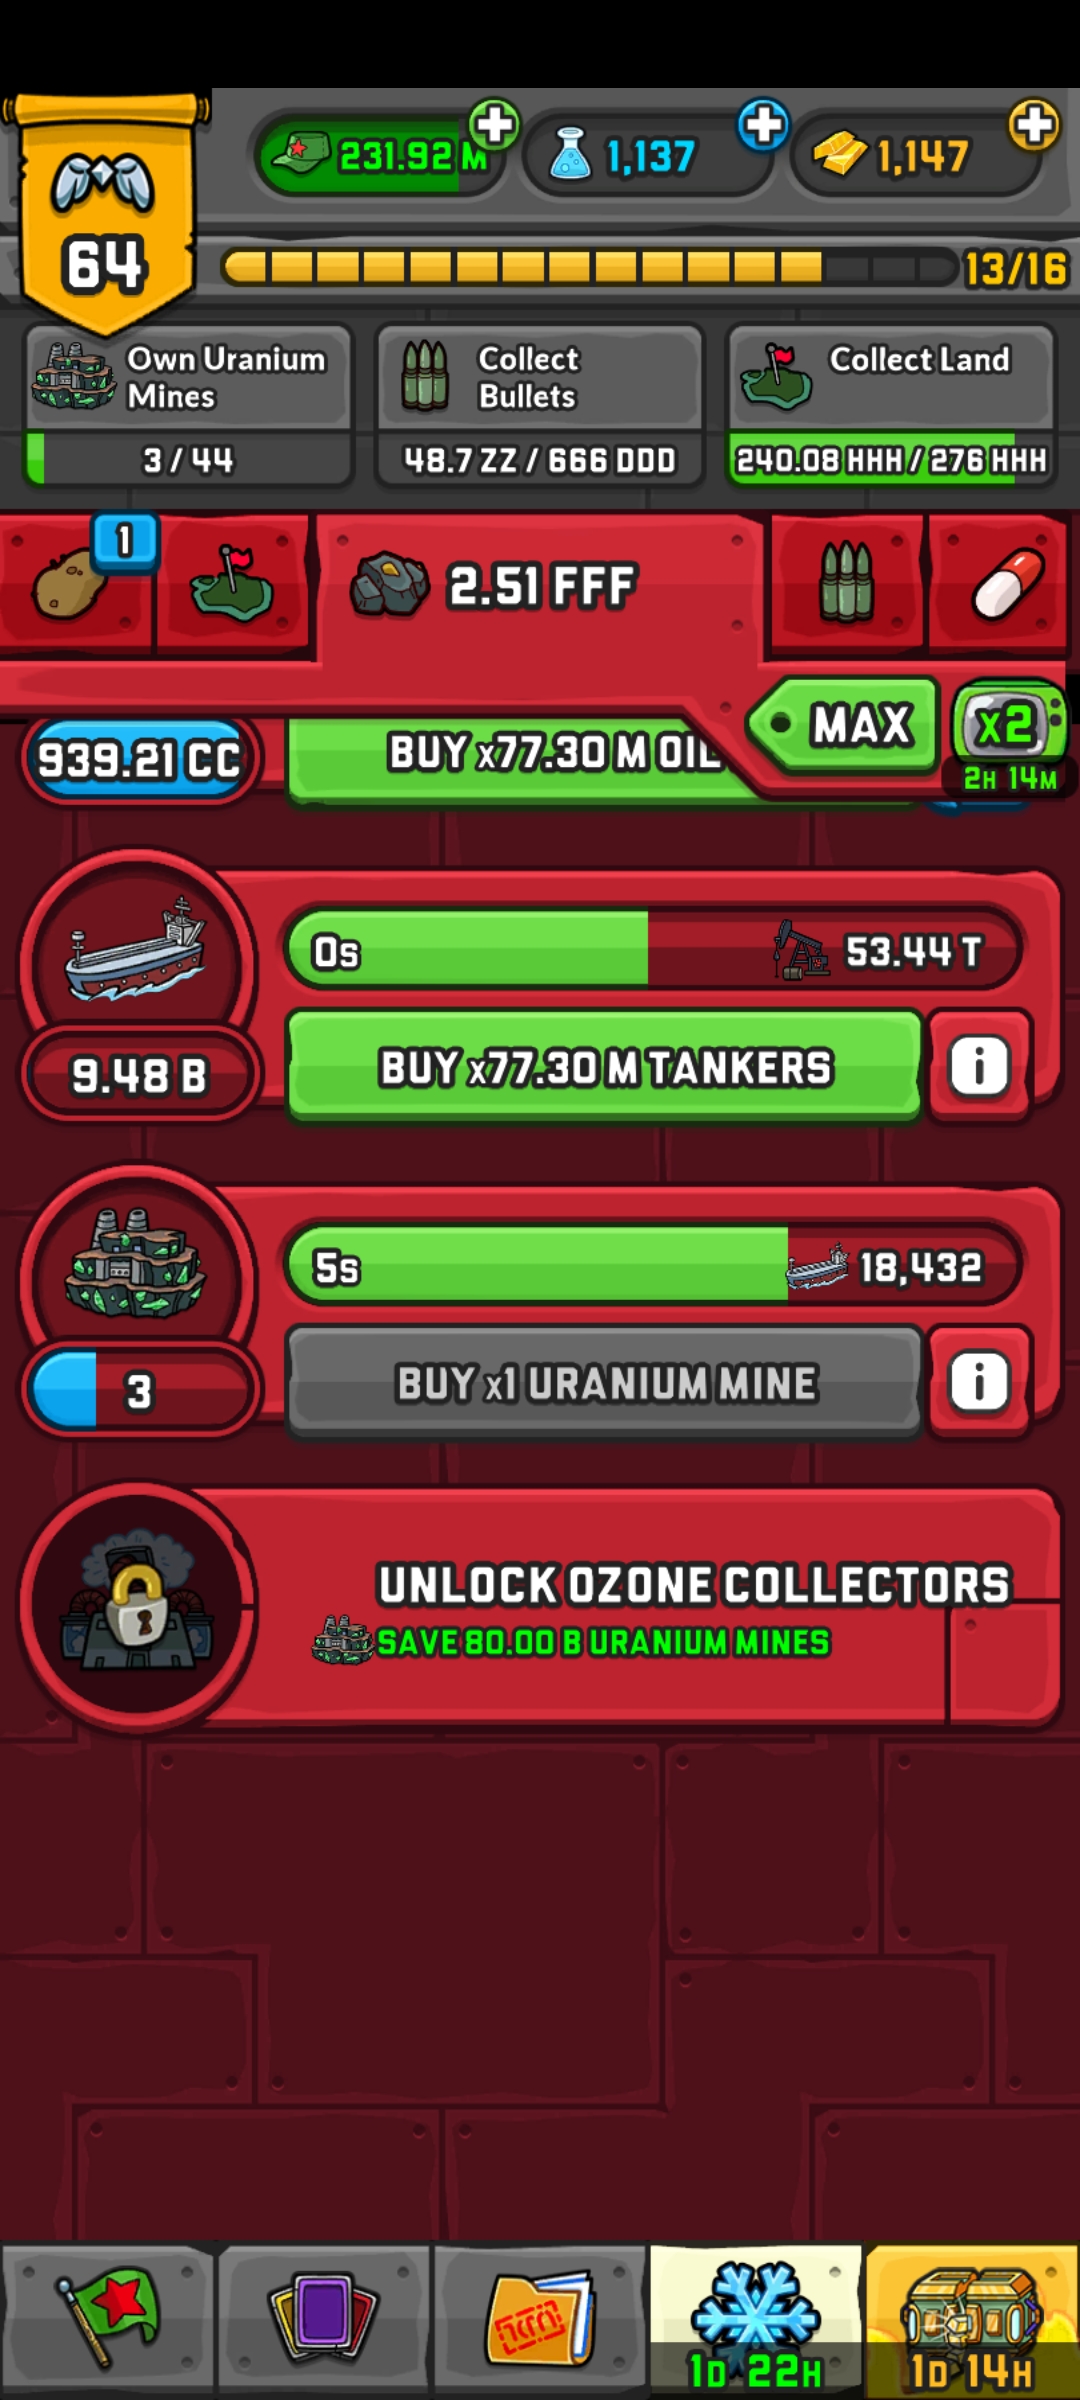 231.92 M
1,137
1,147
64
13/16
Own Uranium
Mines
3 / 44
Collect
Bullets
48.7 ZZ / 666 DDD
Collect Land
240.08 HHH / 276 HHH
1
2.51 FFF
MAX
x2
2H 14M
939.21 CC
BUY x77.30 M OIL
0s
53.44 T
9.48 B
BUY x77.30 M TANKERS
i
5s
18,432
3
BUY x1 URANIUM MINE
i
UNLOCK OZONE COLLECTORS
SAVE 80.00 B URANIUM MINES
1D 22H
1D 14H